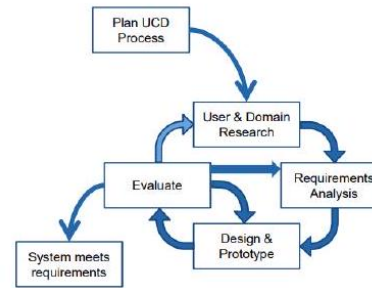 Plan UCD
Process
User & Domain
Research
Evaluate
Requirements
Analysis
Design &
Prototype
System meets
requirements